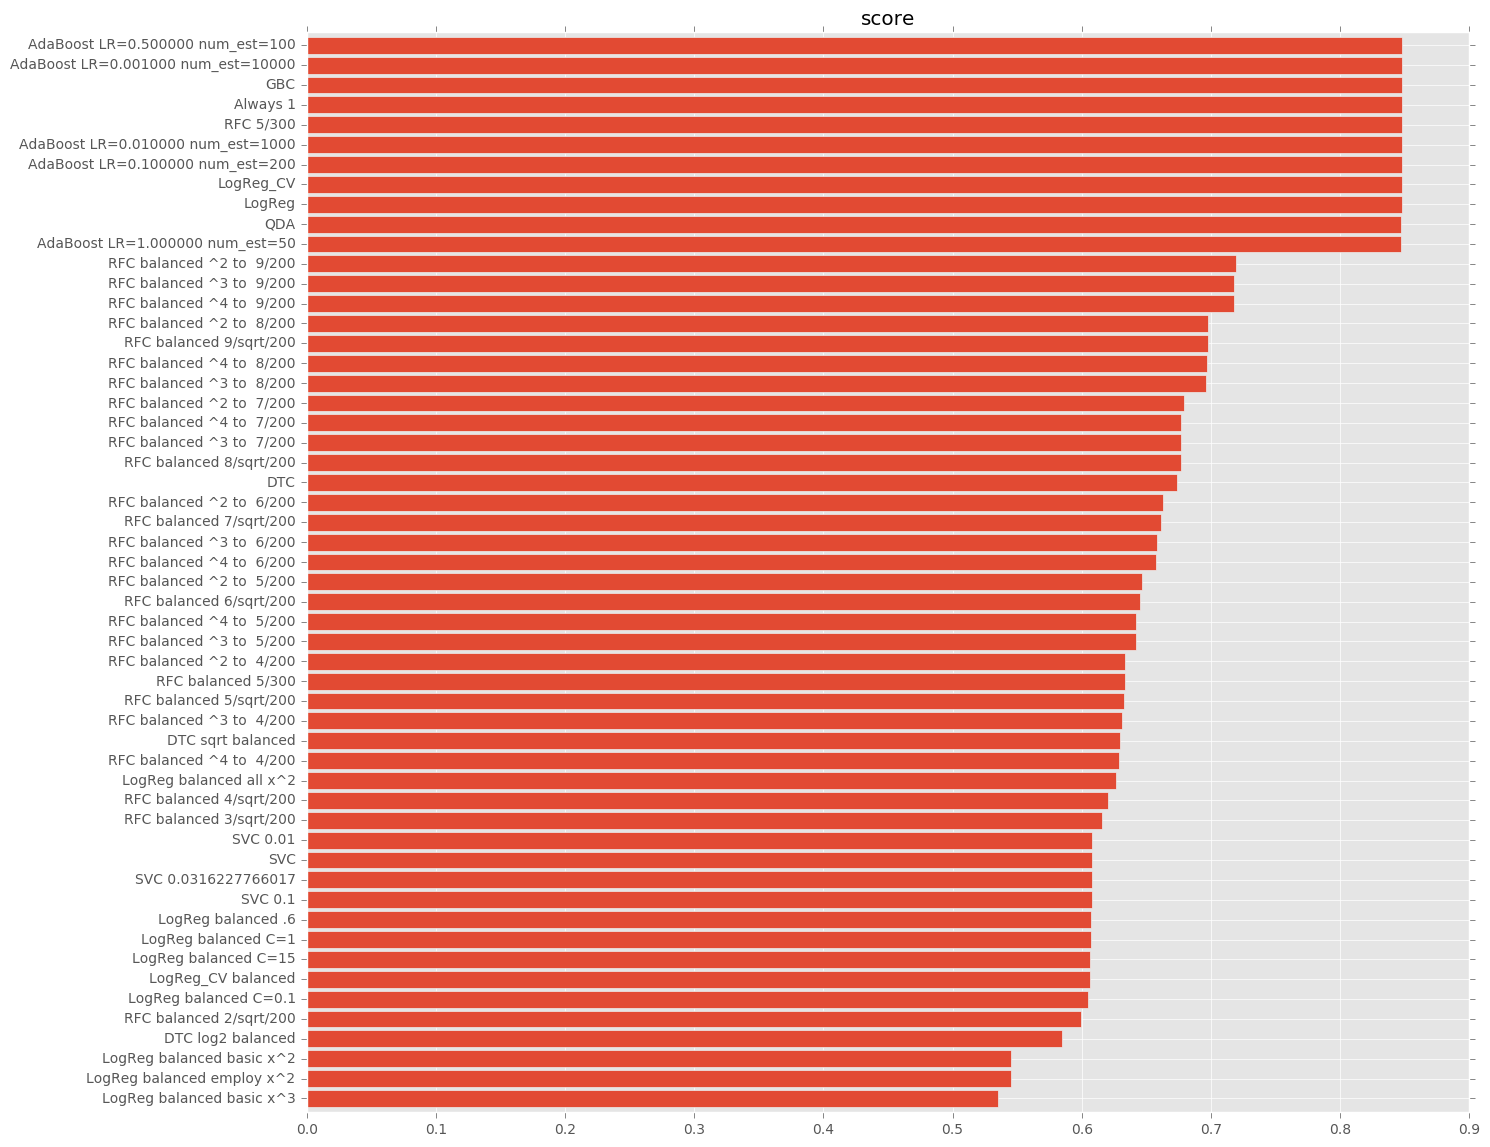 score
AdaBoost LR=0.500000 num_est=100
AdaBoost LR=0.001000 num_est=10000
GBC
Always 1
RFC 5/300
AdaBoost LR=0.010000 num_est=1000
AdaBoost LR=0.100000 num_est=200
LogReg_CV
LogReg
QDA
AdaBoost LR=1.000000 num_est=50
RFC balanced ^2 to  9/200
RFC balanced ^3 to  9/200
RFC balanced ^4 to  9/200
RFC balanced ^2 to  8/200
RFC balanced 9/sqrt/200
RFC balanced ^4 to  8/200
RFC balanced ^3 to  8/200
RFC balanced ^2 to  7/200
RFC balanced ^4 to  7/200
RFC balanced ^3 to  7/200
RFC balanced 8/sqrt/200
DTC
RFC balanced ^2 to  6/200
RFC balanced 7/sqrt/200
RFC balanced ^3 to  6/200
RFC balanced ^4 to  6/200
RFC balanced ^2 to  5/200
RFC balanced 6/sqrt/200
RFC balanced ^4 to  5/200
RFC balanced ^3 to  5/200
RFC balanced ^2 to  4/200
RFC balanced 5/300
RFC balanced 5/sqrt/200
RFC balanced ^3 to  4/200
DTC sqrt balanced
RFC balanced ^4 to  4/200
LogReg balanced all x^2
RFC balanced 4/sqrt/200
RFC balanced 3/sqrt/200
SVC 0.01
SVC
SVC 0.0316227766017
SVC 0.1
LogReg balanced .6
LogReg balanced C=1
LogReg balanced C=15
LogReg_CV balanced
LogReg balanced C=0.1
RFC balanced 2/sqrt/200
DTC log2 balanced
LogReg balanced basic x^2
LogReg balanced employ x^2
LogReg balanced basic x^3
0.0 0.1 0.2 0.3 0.4 0.5 0.6 0.7 0.8 0.9